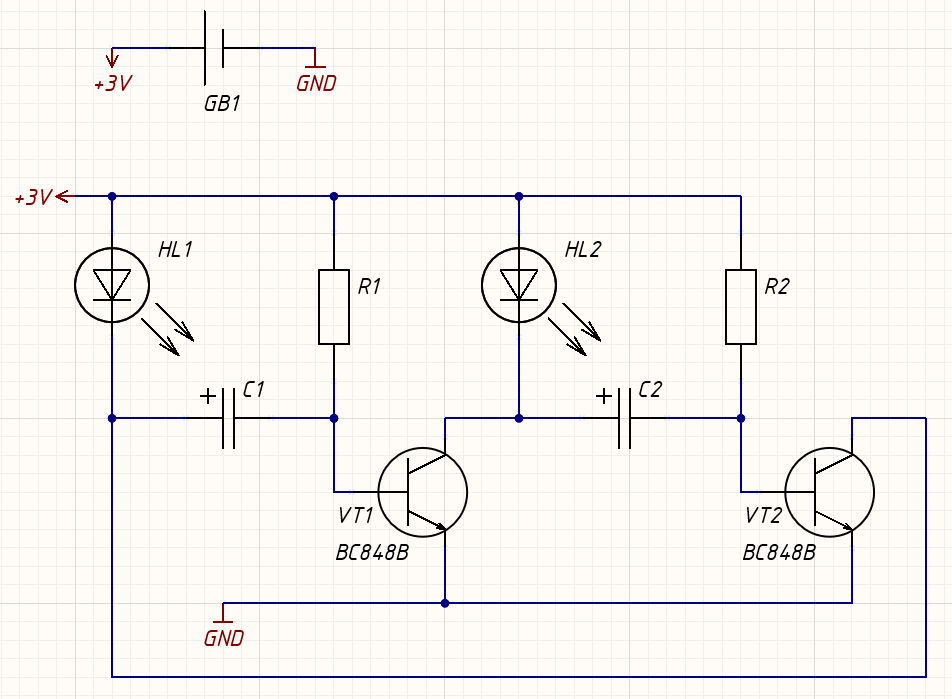 +3V
GND
GB1
+3V
HL1
HL2
R1
R2
+
C1
+
C2
VT1
VT2
BC848B
BC848B
GND